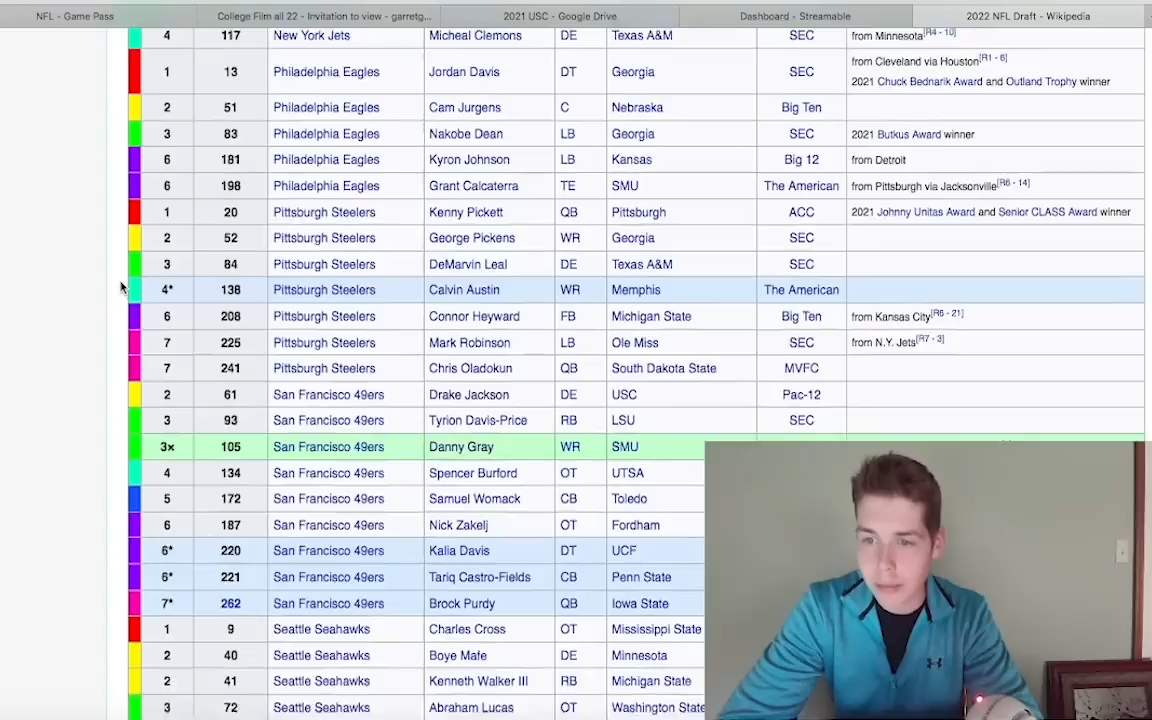 NFL - Game Pass College Film all 22 - Invitation to view - garretg... 2021 USC - Google Drive Dashboard - Streamable 2022 NFL Draft - Wikipedia
4 117 New York Jets Micheal Clemons DE Texas A&M SEC from Minnesota[R4 - 10]
1 13 Philadelphia Eagles Jordan Davis DT Georgia SEC from Cleveland via Houston[R1 - 6]
2021 Chuck Bednarik Award and Outland Trophy winner
2 51 Philadelphia Eagles Cam Jurgens C Nebraska Big Ten
3 83 Philadelphia Eagles Nakobe Dean LB Georgia SEC 2021 Butkus Award winner
6 181 Philadelphia Eagles Kyron Johnson LB Kansas Big 12 from Detroit
6 198 Philadelphia Eagles Grant Calcaterra TE SMU The American from Pittsburgh via Jacksonville[R6 - 14]
1 20 Pittsburgh Steelers Kenny Pickett QB Pittsburgh ACC 2021 Johnny Unitas Award and Senior CLASS Award winner
2 52 Pittsburgh Steelers George Pickens WR Georgia SEC
3 84 Pittsburgh Steelers DeMarvin Leal DE Texas A&M SEC
4* 138 Pittsburgh Steelers Calvin Austin WR Memphis The American
6 208 Pittsburgh Steelers Connor Heyward FB Michigan State Big Ten from Kansas City[R6 - 21]
7 225 Pittsburgh Steelers Mark Robinson LB Ole Miss SEC from N.Y. Jets[R7 - 3]
7 241 Pittsburgh Steelers Chris Oladokun QB South Dakota State MVFC
2 61 San Francisco 49ers Drake Jackson DE USC Pac-12
3 93 San Francisco 49ers Tyrion Davis-Price RB LSU SEC
3× 105 San Francisco 49ers Danny Gray WR SMU
4 134 San Francisco 49ers Spencer Burford OT UTSA
5 172 San Francisco 49ers Samuel Womack CB Toledo
6 187 San Francisco 49ers Nick Zakelj OT Fordham
6* 220 San Francisco 49ers Kalia Davis DT UCF
6* 221 San Francisco 49ers Tariq Castro-Fields CB Penn State
7* 262 San Francisco 49ers Brock Purdy QB Iowa State
1 9 Seattle Seahawks Charles Cross OT Mississippi State
2 40 Seattle Seahawks Boye Mafe DE Minnesota
2 41 Seattle Seahawks Kenneth Walker III RB Michigan State
3 72 Seattle Seahawks Abraham Lucas OT Washington State